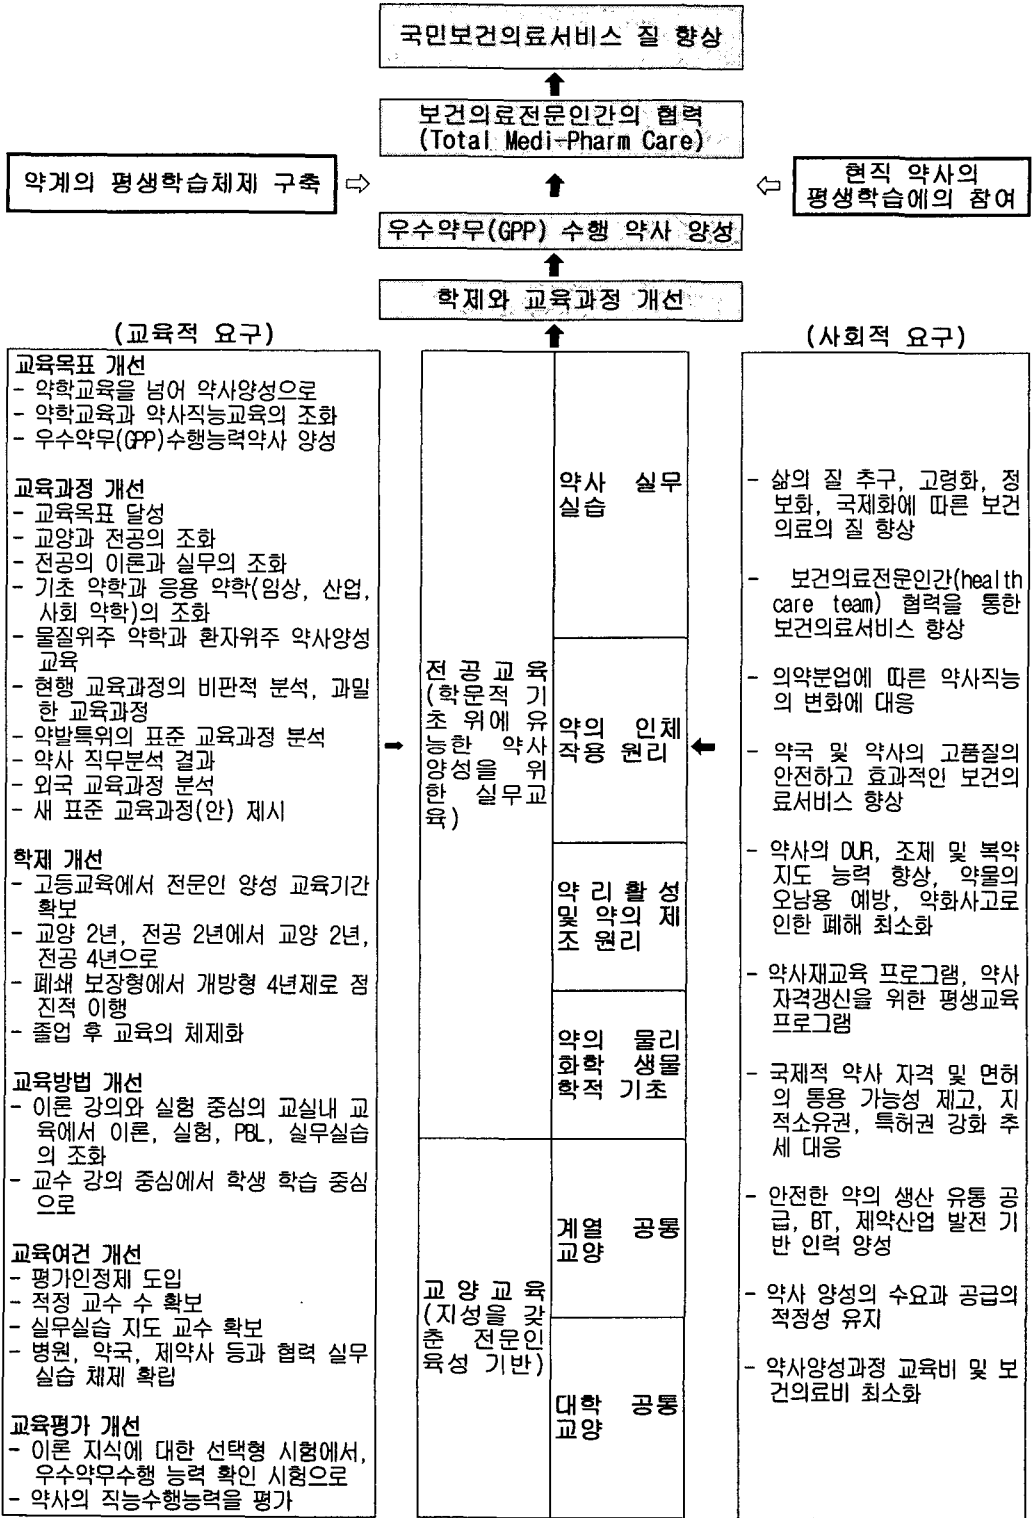 국민보건의료서비스 질 향상
보건의료전문인간의 협력
(Total Medi-Pharm Care)
약계의 평생학습체제 구축
현직 약사의
평생학습에의 참여
우수약무(GPP) 수행 약사 양성
학제와 교육과정 개선
(교육적 요구)
교육목표 개선
- 약학교육을 넘어 약사양성으로
- 약학교육과 약사직능교육의 조화
- 우수약무(GPP)수행능력약사 양성
교육과정 개선
- 교육목표 달성
- 교양과 전공의 조화
- 전공의 이론과 실무의 조화
- 기초 약학과 응용 약학(임상, 산업,
사회 약학)의 조화
- 물질위주 약학과 환자위주 약사양성
교육
- 현행 교육과정의 비판적 분석, 과밀
한 교육과정
- 약발특위의 표준 교육과정 분석
- 약사 직무분석 결과
- 외국 교육과정 분석
- 새 표준 교육과정(안) 제시
학제 개선
- 고등교육에서 전문인 양성 교육기간
확보
- 교양 2년, 전공 2년에서 교양 2년,
전공 4년으로
- 폐쇄 보장형에서 개방형 4년제로 점
진적 이행
- 졸업 후 교육의 체제화
교육방법 개선
- 이론 강의와 실험 중심의 교실내 교
육에서 이론, 실험, PBL, 실무실습
의 조화
- 교수 강의 중심에서 학생 학습 중심
으로
교육여건 개선
- 평가인정제 도입
- 적정 교수 수 확보
- 실무실습 지도 교수 확보
- 병원, 약국, 제약사 등과 협력 실무
실습 체제 확립
교육평가 개선
- 이론 지식에 대한 선택형 시험에서,
우수약무수행 능력 확인 시험으로
- 약사의 직능수행능력을 평가
전공교육
(학문적 기
초 위에 유
능한 약사
양성을 위
한 실무교
육)
약사 실무
실습
약의 인체
작용 원리
약리활성
및 약의 제
조 원리
약의 물리
화학 생물
학적 기초
교양교육
(지성을 갖
춘 전문인
육성 기반)
계열 공통
교양
대학 공통
교양
(사회적 요구)
- 삶의 질 추구, 고령화, 정
보화, 국제화에 따른 보건
의료의 질 향상
- 보건의료전문인간(health
care team) 협력을 통한
보건의료서비스 향상
- 의약분업에 따른 약사직능
의 변화에 대응
- 약국 및 약사의 고품질의
안전하고 효과적인 보건의
료서비스 향상
- 약사의 DUR, 조제 및 복약
지도 능력 향상, 약물의
오남용 예방, 약화사고로
인한 폐해 최소화
- 약사재교육 프로그램, 약사
자격갱신을 위한 평생교육
프로그램
- 국제적 약사 자격 및 면허
의 통용 가능성 제고, 지
적소유권, 특허권 강화 추
세 대응
- 안전한 약의 생산 유통 공
급, BT, 제약산업 발전 기
반 인력 양성
- 약사 양성의 수요과 공급의
적정성 유지
- 약사양성과정 교육비 및 보
건의료비 최소화